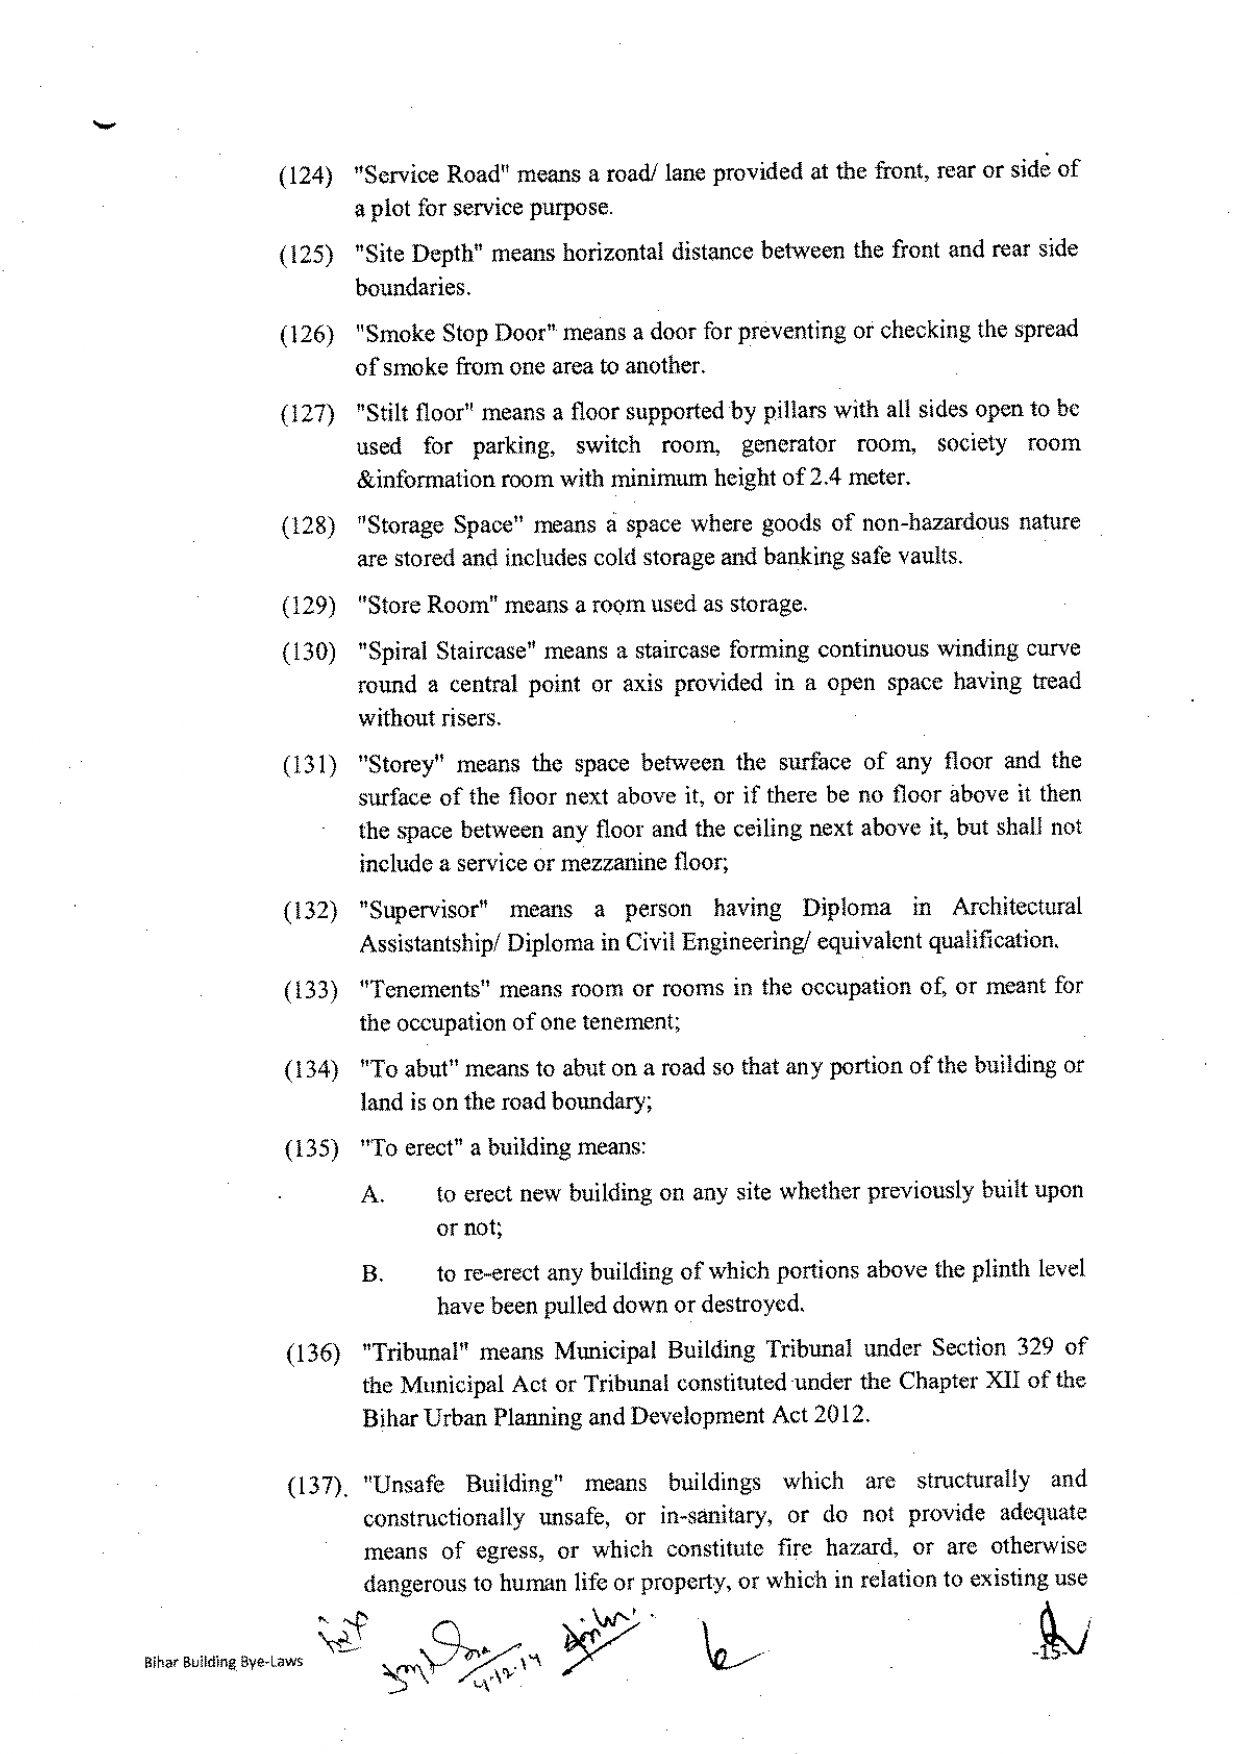 (124) "Service Road" means a road/ lane provided at the front, rear or side of
a plot for service purpose.
(125) "Site Depth" means horizontal distance between the front and rear side
boundaries.
(126) "Smoke Stop Door" means a door for preventing or checking the spread
of smoke from one area to another.
(127) "Stilt floor" means a floor supported by pillars with all sides open to be
used for parking, switch room, generator room, society room
&information room with minimum height of 2.4 meter.
(128) "Storage Space" means a space where goods of non-hazardous nature
are stored and includes cold storage and banking safe vaults.
(129) "Store Room" means a room used as storage.
(130) "Spiral Staircase" means a staircase forming continuous winding curve
round a central point or axis provided in a open space having tread
without risers.
(131) "Storey" means the space between the surface of any floor and the
surface of the floor next above it, or if there be no floor above it then
the space between any floor and the ceiling next above it, but shall not
include a service or mezzanine floor;
(132) "Supervisor" means a person having Diploma in Architectural
Assistantship/ Diploma in Civil Engineering/ equivalent qualification.
(133) "Tenements" means room or rooms in the occupation of, or meant for
the occupation of one tenement;
(134) "To abut" means to abut on a road so that any portion of the building or
land is on the road boundary;
(135) "To erect" a building means:
A. to erect new building on any site whether previously built upon
or not;
B. to re-erect any building of which portions above the plinth level
have been pulled down or destroyed.
(136) "Tribunal" means Municipal Building Tribunal under Section 329 of
the Municipal Act or Tribunal constituted under the Chapter XII of the
Bihar Urban Planning and Development Act 2012.
(137). "Unsafe Building" means buildings which are structurally and
constructionally unsafe, or in-sanitary, or do not provide adequate
means of egress, or which constitute fire hazard, or are otherwise
dangerous to human life or property, or which in relation to existing use
4.12.14
Bihar Building Bye-Laws
-15-